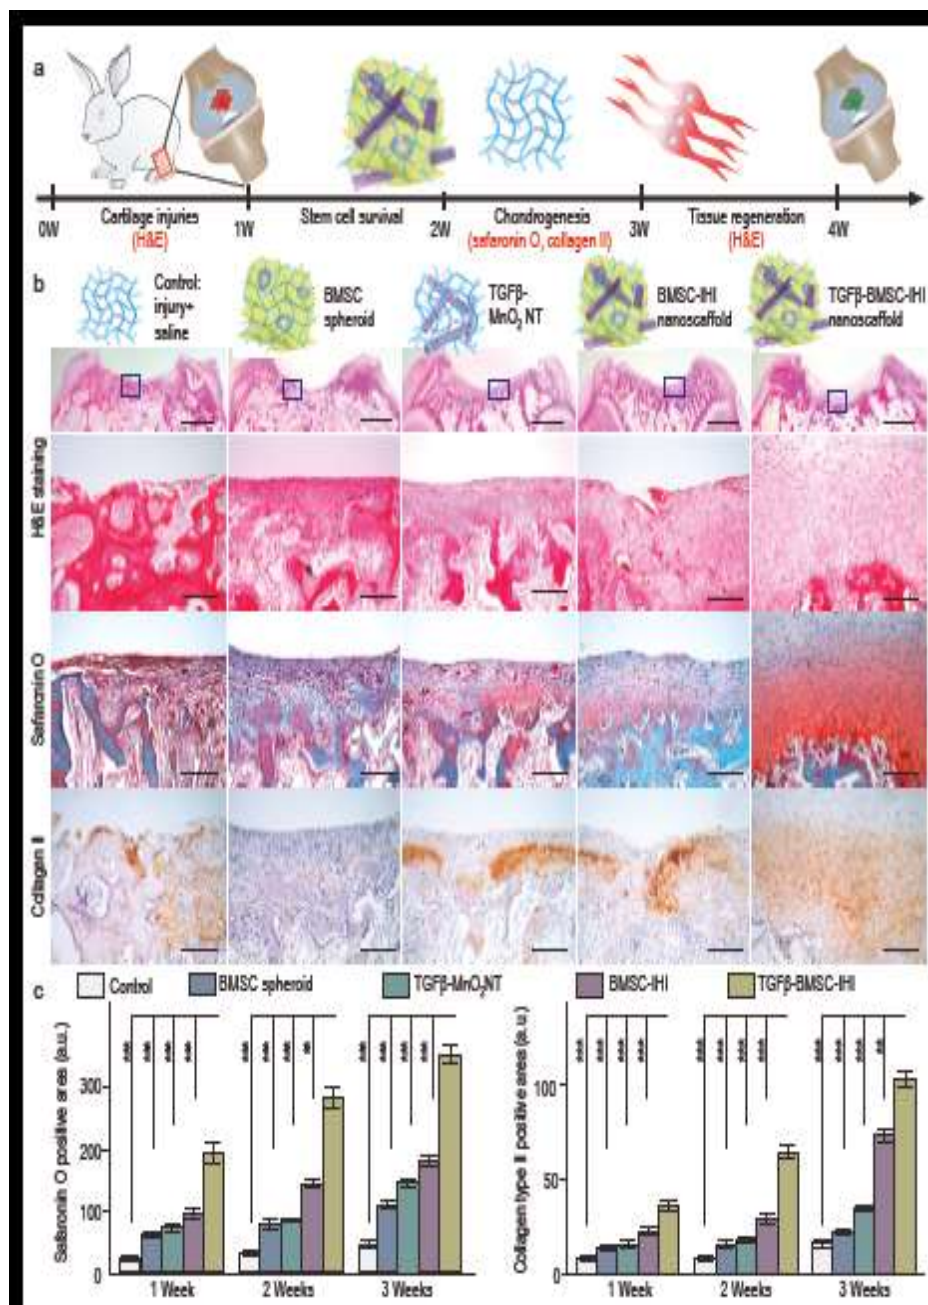 a
0W
Cartilage injuries
(H&E)
1W
Stem cell survival
2W
Chondrogenesis
(safaronin O, collagen II)
3W
Tissue regeneration
(H&E)
4W
b
Control:
injury+
saline
BMSC
spheroid
TGFβ-
MnO₂ NT
BMSC-IHI
nanoscaffold
TGFβ-BMSC-IHI
nanoscaffold
H&E staining
Safaronin O
Collagen II
c
Control
BMSC spheroid
TGFβ-MnO₂NT
BMSC-IHI
TGFβ-BMSC-IHI
Safaronin O positive area (a.u.)
300
200
100
0
1 Week
2 Weeks
3 Weeks
Collagen type II positive area (a.u.)
100
50
0
1 Week
2 Weeks
3 Weeks